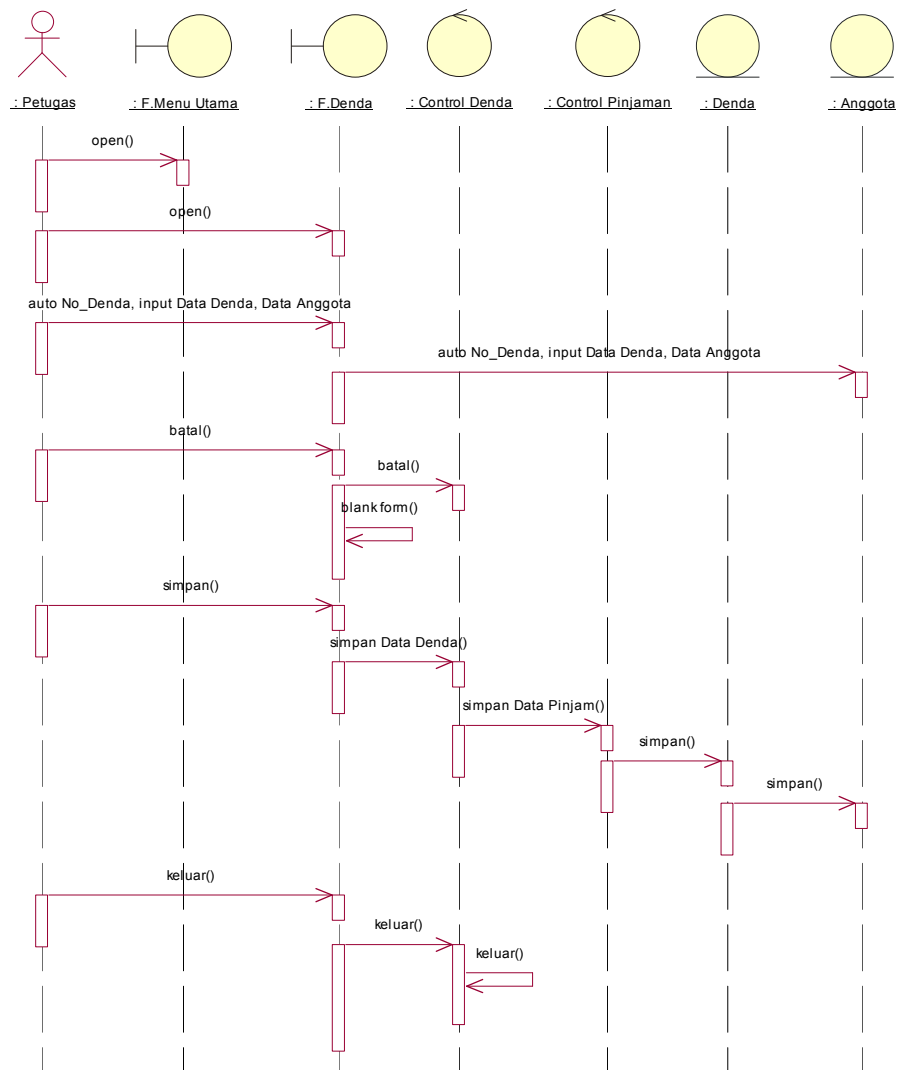 : Petugas
: F.Menu Utama
: F.Denda
: Control Denda
: Control Pinjaman
: Denda
: Anggota
open()
open()
auto No_Denda, input Data Denda, Data Anggota
auto No_Denda, input Data Denda, Data Anggota
batal()
batal()
blank form()
simpan()
simpan Data Denda()
simpan Data Pinjam()
simpan()
simpan()
keluar()
keluar()
keluar()